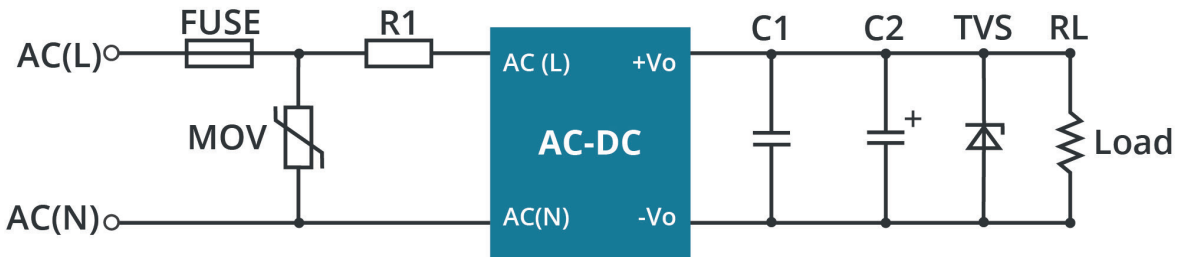 FUSE
R1
C1
C2
TVS
RL
AC(L)
AC (L)
+Vo
MOV
AC-DC
+
Load
AC(N)
AC(N)
-Vo